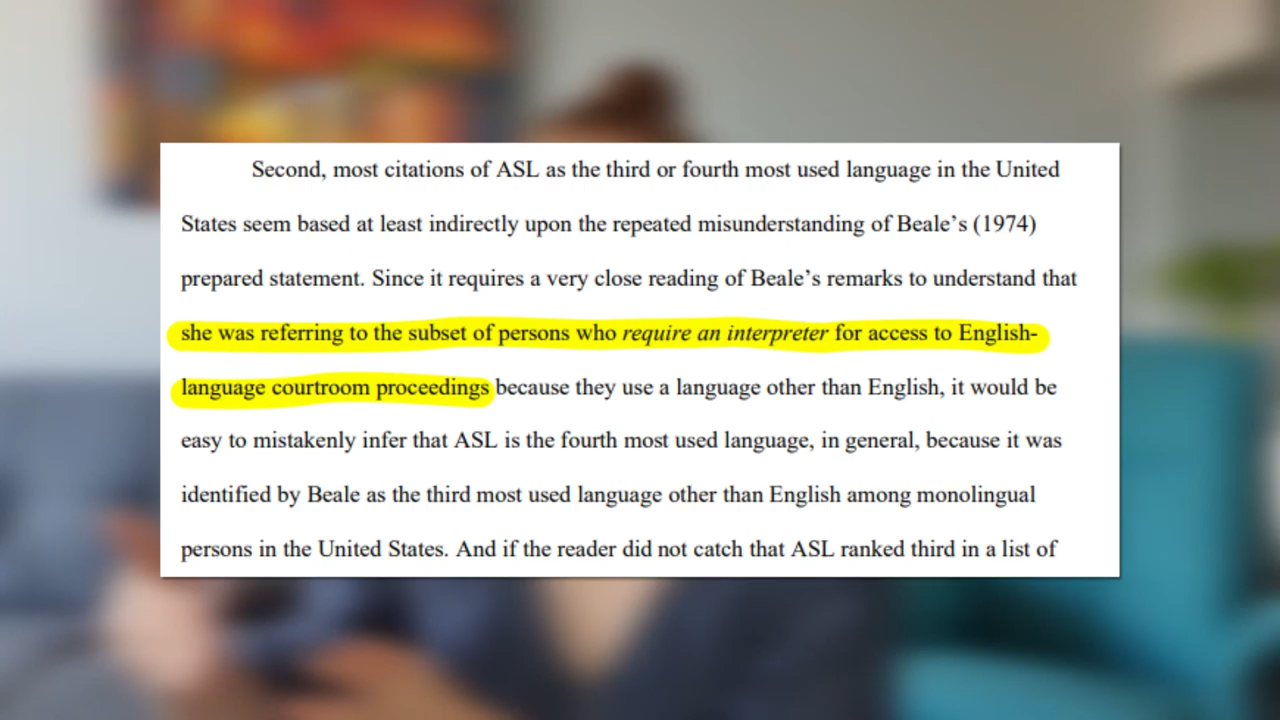 Second, most citations of ASL as the third or fourth most used language in the United
States seem based at least indirectly upon the repeated misunderstanding of Beale’s (1974)
prepared statement. Since it requires a very close reading of Beale’s remarks to understand that
she was referring to the subset of persons who require an interpreter for access to English-
language courtroom proceedings because they use a language other than English, it would be
easy to mistakenly infer that ASL is the fourth most used language, in general, because it was
identified by Beale as the third most used language other than English among monolingual
persons in the United States. And if the reader did not catch that ASL ranked third in a list of